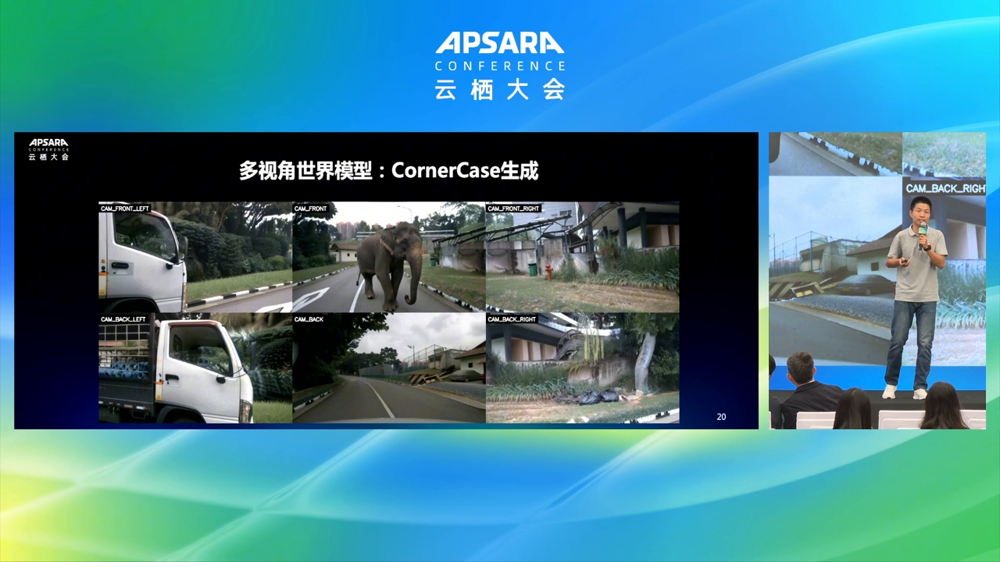 APSARA
CONFERENCE
云栖大会
APSARA
CONFERENCE
云栖大会
多视角世界模型：CornerCase生成
CAM_FRONT_LEFT
CAM_FRONT
CAM_FRONT_RIGHT
CAM_BACK_LEFT
CAM_BACK
CAM_BACK_RIGHT
20
CAM_BACK_RIGH